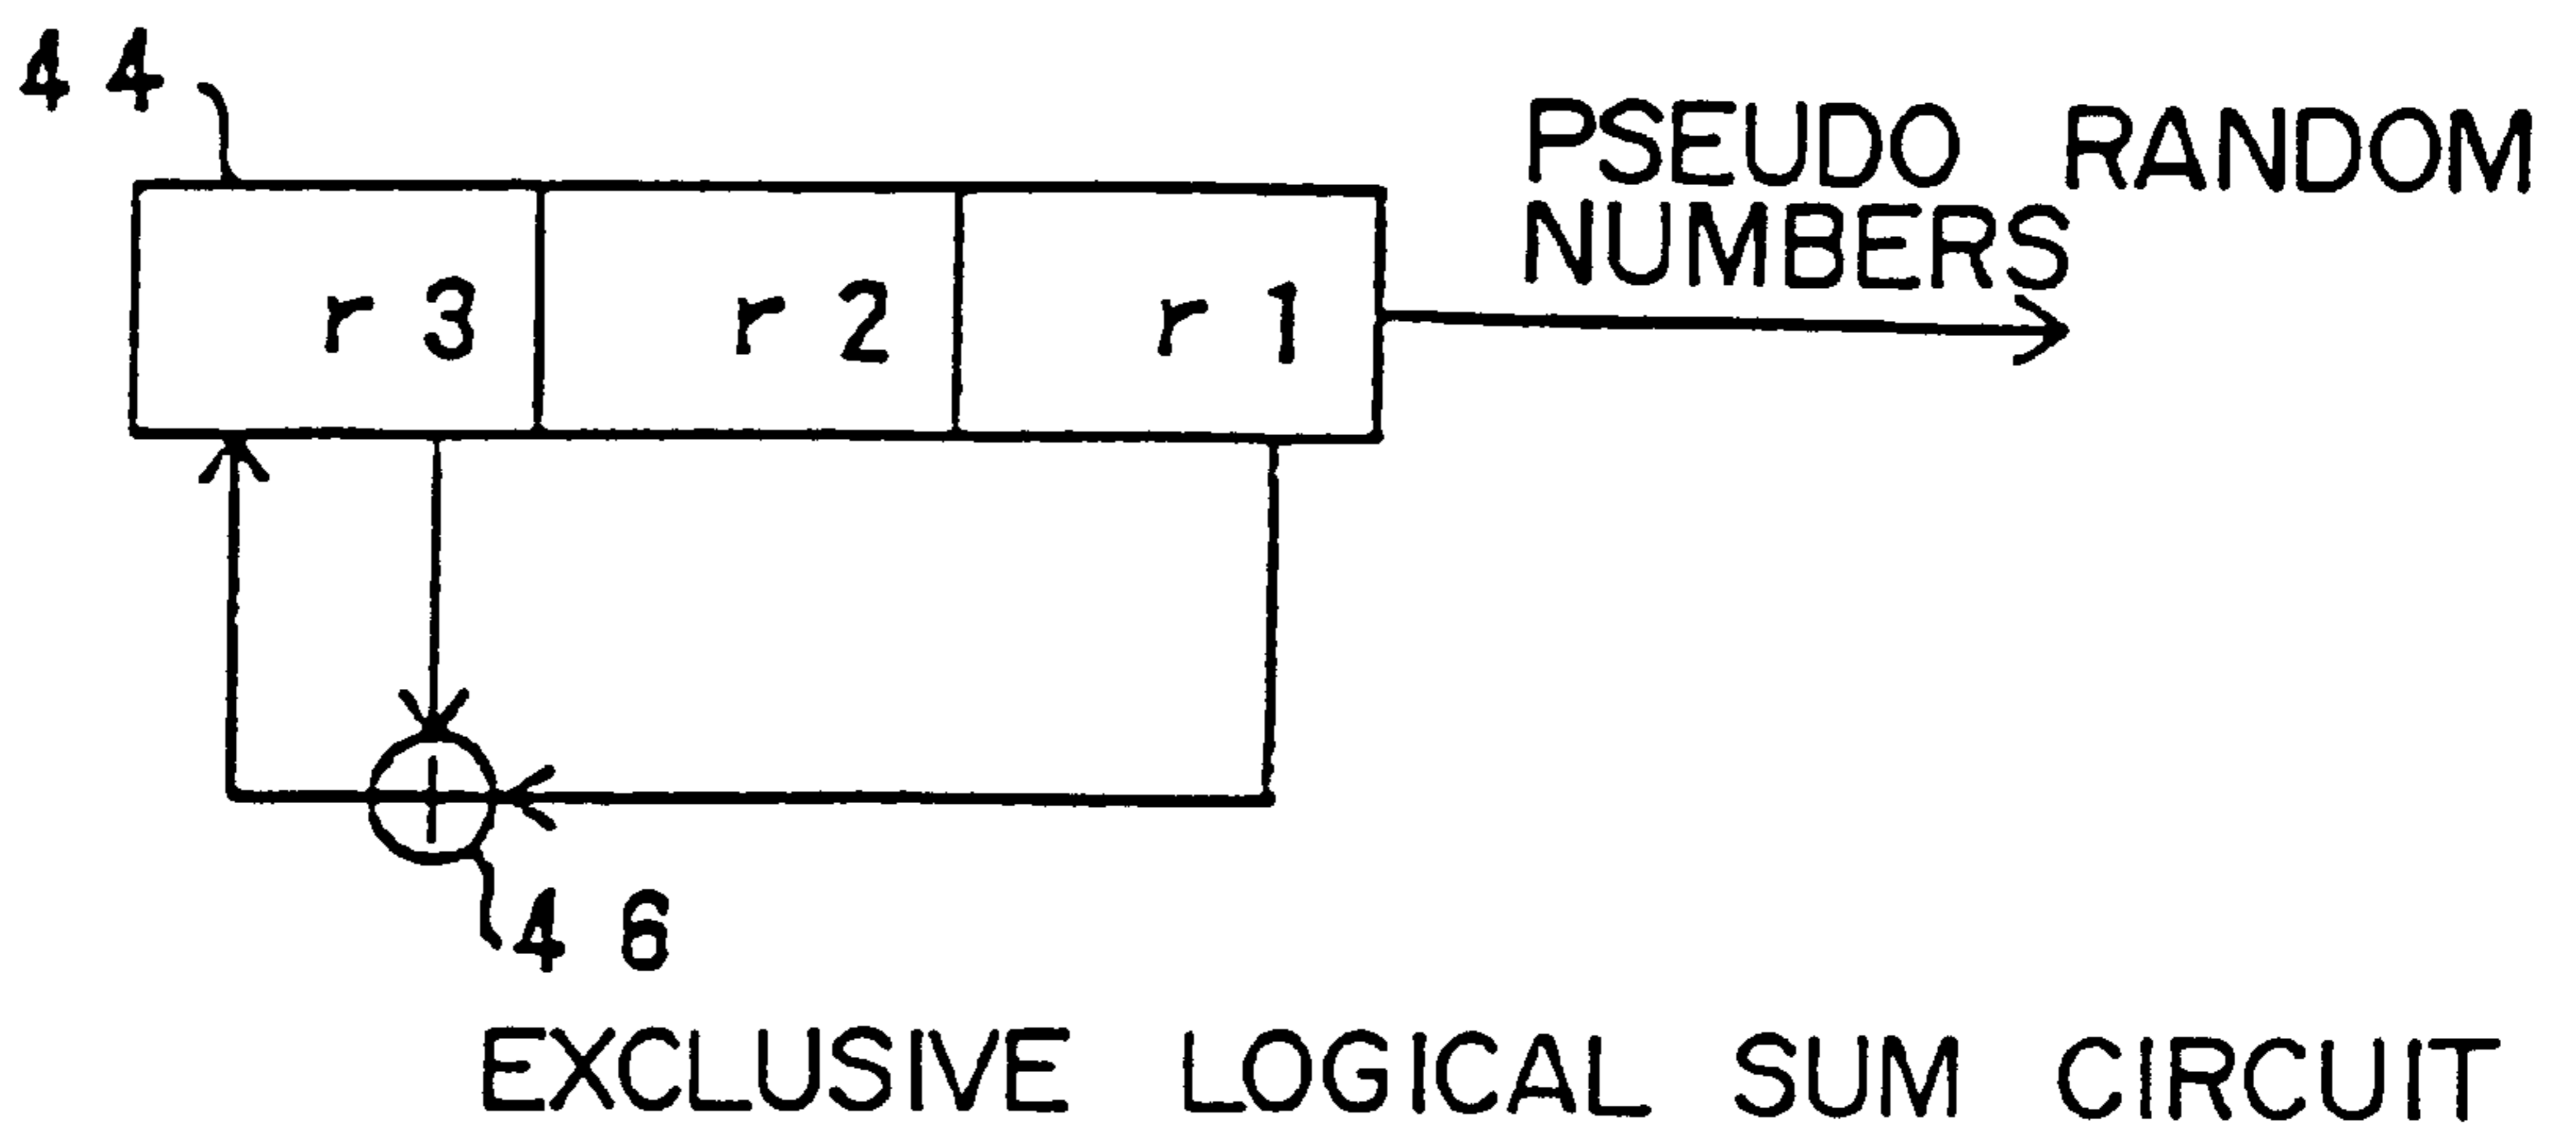 44
PSEUDO RANDOM
NUMBERS
r3 r2 r1
46
EXCLUSIVE LOGICAL SUM CIRCUIT